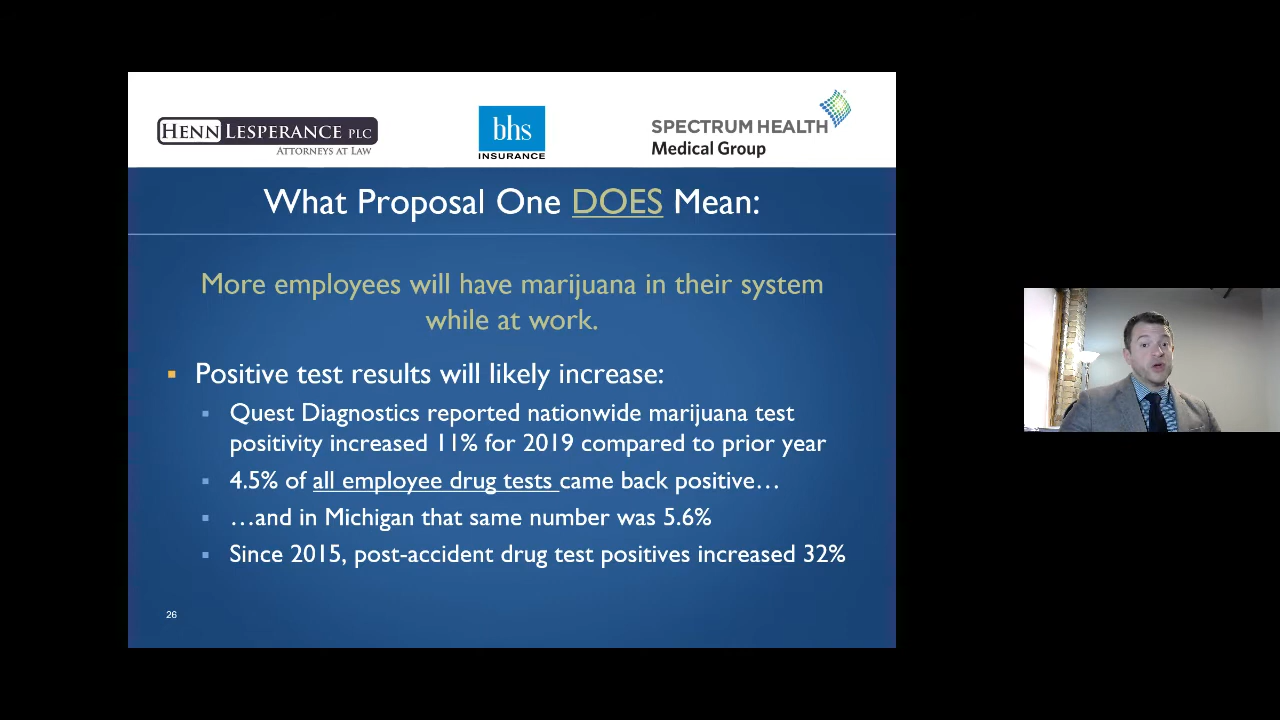 HENN LESPERANCE PLC
ATTORNEYS AT LAW
bhs
INSURANCE
SPECTRUM HEALTH
Medical Group
What Proposal One DOES Mean:
More employees will have marijuana in their system
while at work.
Positive test results will likely increase:
Quest Diagnostics reported nationwide marijuana test
positivity increased 11% for 2019 compared to prior year
4.5% of all employee drug tests came back positive…
…and in Michigan that same number was 5.6%
Since 2015, post-accident drug test positives increased 32%
26